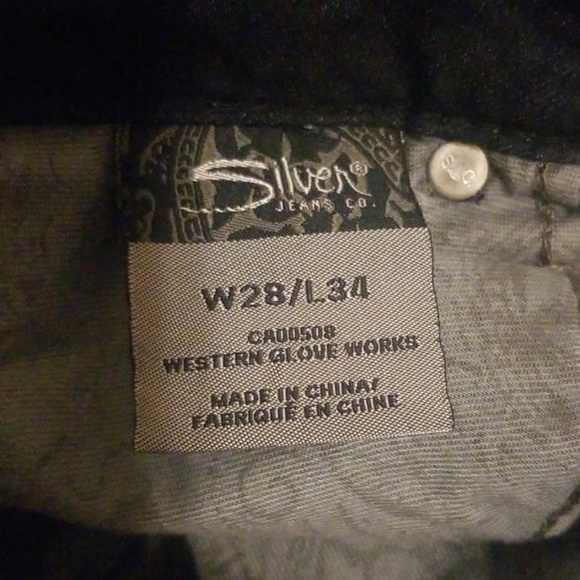 Silver®
JEANS CO.
W28/L34
CA00508
WESTERN GLOVE WORKS
MADE IN CHINA/
FABRIQUÉ EN CHINE